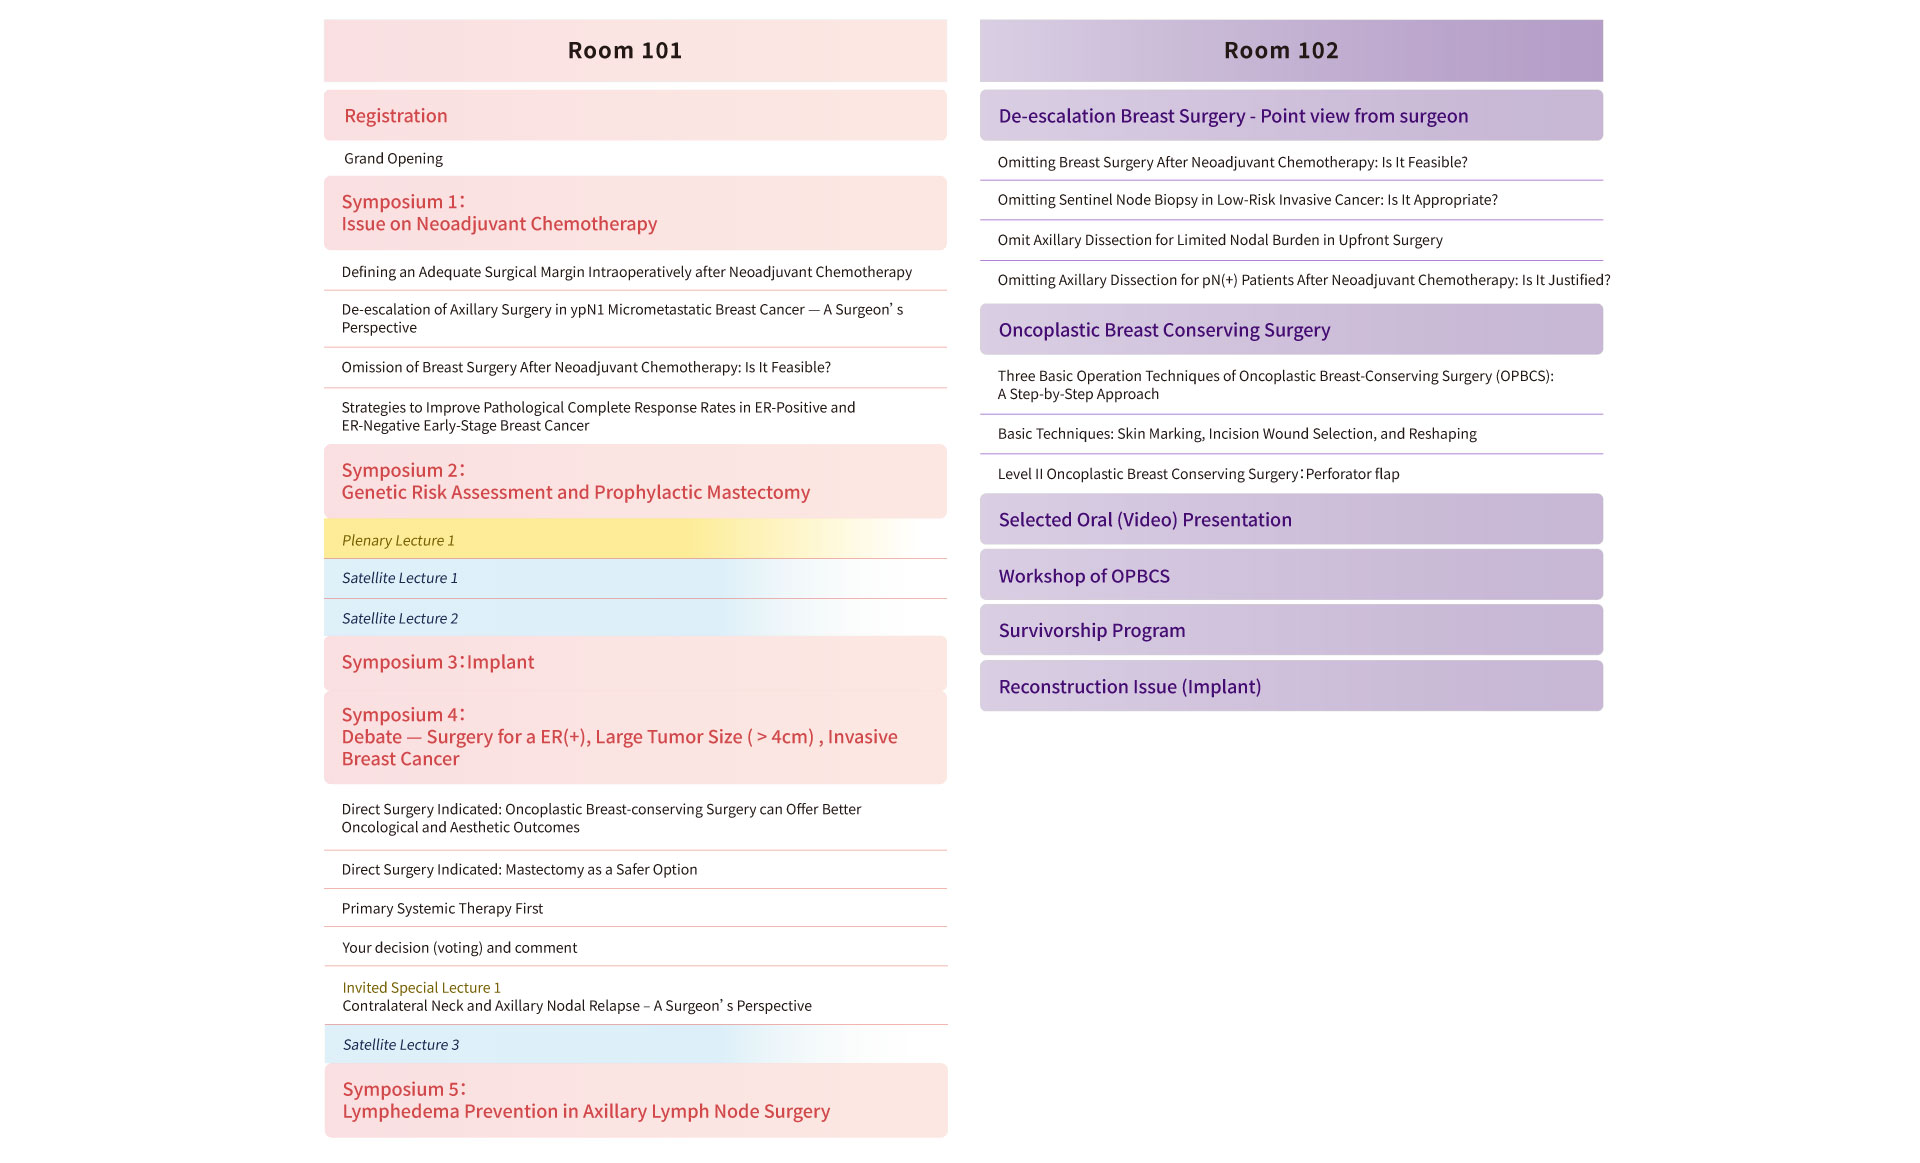 Room 101
Registration
Grand Opening
Symposium 1：
Issue on Neoadjuvant Chemotherapy
Defining an Adequate Surgical Margin Intraoperatively after Neoadjuvant Chemotherapy
De-escalation of Axillary Surgery in ypN1 Micrometastatic Breast Cancer — A Surgeon’s
Perspective
Omission of Breast Surgery After Neoadjuvant Chemotherapy: Is It Feasible?
Strategies to Improve Pathological Complete Response Rates in ER-Positive and
ER-Negative Early-Stage Breast Cancer
Symposium 2：
Genetic Risk Assessment and Prophylactic Mastectomy
Plenary Lecture 1
Satellite Lecture 1
Satellite Lecture 2
Symposium 3：Implant
Symposium 4：
Debate — Surgery for a ER(+), Large Tumor Size ( > 4cm) , Invasive
Breast Cancer
Direct Surgery Indicated: Oncoplastic Breast-conserving Surgery can Offer Better
Oncological and Aesthetic Outcomes
Direct Surgery Indicated: Mastectomy as a Safer Option
Primary Systemic Therapy First
Your decision (voting) and comment
Invited Special Lecture 1
Contralateral Neck and Axillary Nodal Relapse – A Surgeon’s Perspective
Satellite Lecture 3
Symposium 5：
Lymphedema Prevention in Axillary Lymph Node Surgery
Room 102
De-escalation Breast Surgery - Point view from surgeon
Omitting Breast Surgery After Neoadjuvant Chemotherapy: Is It Feasible?
Omitting Sentinel Node Biopsy in Low-Risk Invasive Cancer: Is It Appropriate?
Omit Axillary Dissection for Limited Nodal Burden in Upfront Surgery
Omitting Axillary Dissection for pN(+) Patients After Neoadjuvant Chemotherapy: Is It Justified?
Oncoplastic Breast Conserving Surgery
Three Basic Operation Techniques of Oncoplastic Breast-Conserving Surgery (OPBCS):
A Step-by-Step Approach
Basic Techniques: Skin Marking, Incision Wound Selection, and Reshaping
Level II Oncoplastic Breast Conserving Surgery：Perforator flap
Selected Oral (Video) Presentation
Workshop of OPBCS
Survivorship Program
Reconstruction Issue (Implant)